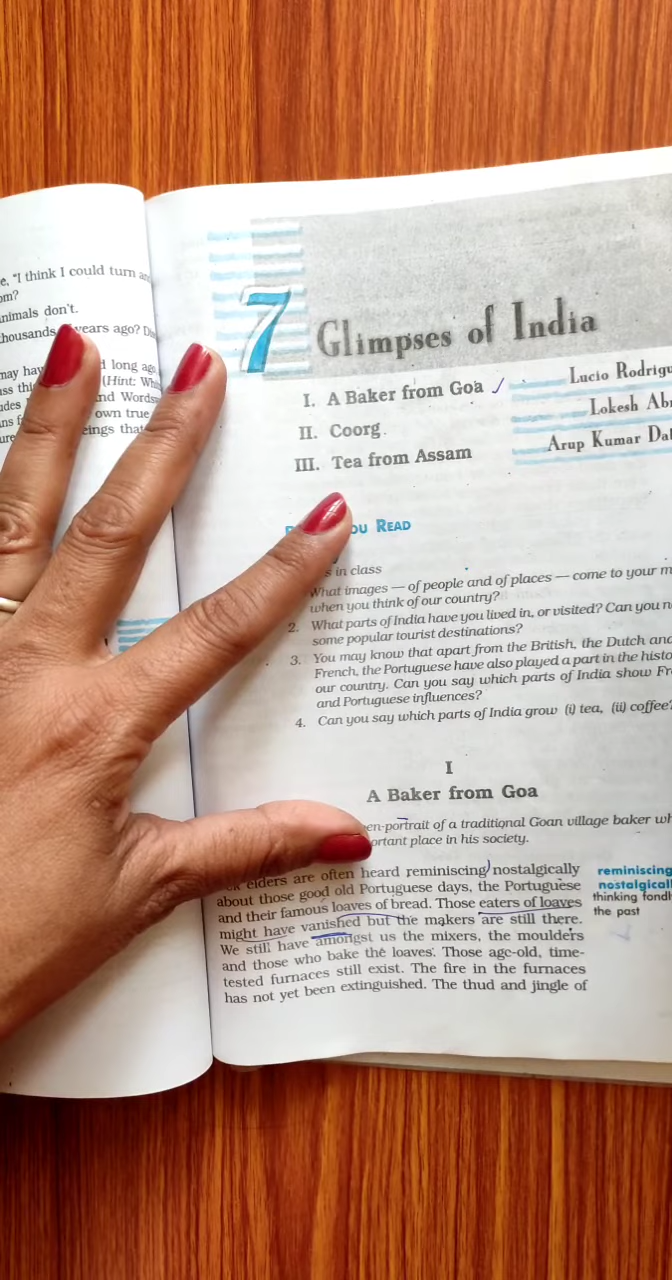 e, "I think I could turn
om?
nimals don't.
thousands years ago?
may hav long ago
ss thi (Hint: Wh
ades nd Words
ns f own true
ure eings that
7 Glimpses of India
I. A Baker from Goa Lucio Rodrigu
II. Coorg Lokesh Abr
III. Tea from Assam Arup Kumar Dat
OU READ
s in class
What images — of people and of places — come to your m
when you think of our country?
2. What parts of India have you lived in, or visited? Can you n
some popular tourist destinations?
3. You may know that apart from the British, the Dutch and
French, the Portuguese have also played a part in the histo
our country. Can you say which parts of India show Fr
and Portuguese influences?
4. Can you say which parts of India grow (i) tea, (ii) coffee?
I
A Baker from Goa
en-portrait of a traditional Goan village baker wh
ortant place in his society.
elders are often heard reminiscing nostalgically
about those good old Portuguese days, the Portuguese
and their famous loaves of bread. Those eaters of loaves
might have vanished but the makers are still there.
We still have amongst us the mixers, the moulders
and those who bake the loaves. Those age-old, time-
tested furnaces still exist. The fire in the furnaces
has not yet been extinguished. The thud and jingle of
reminiscing
nostalgicall
thinking fondl
the past